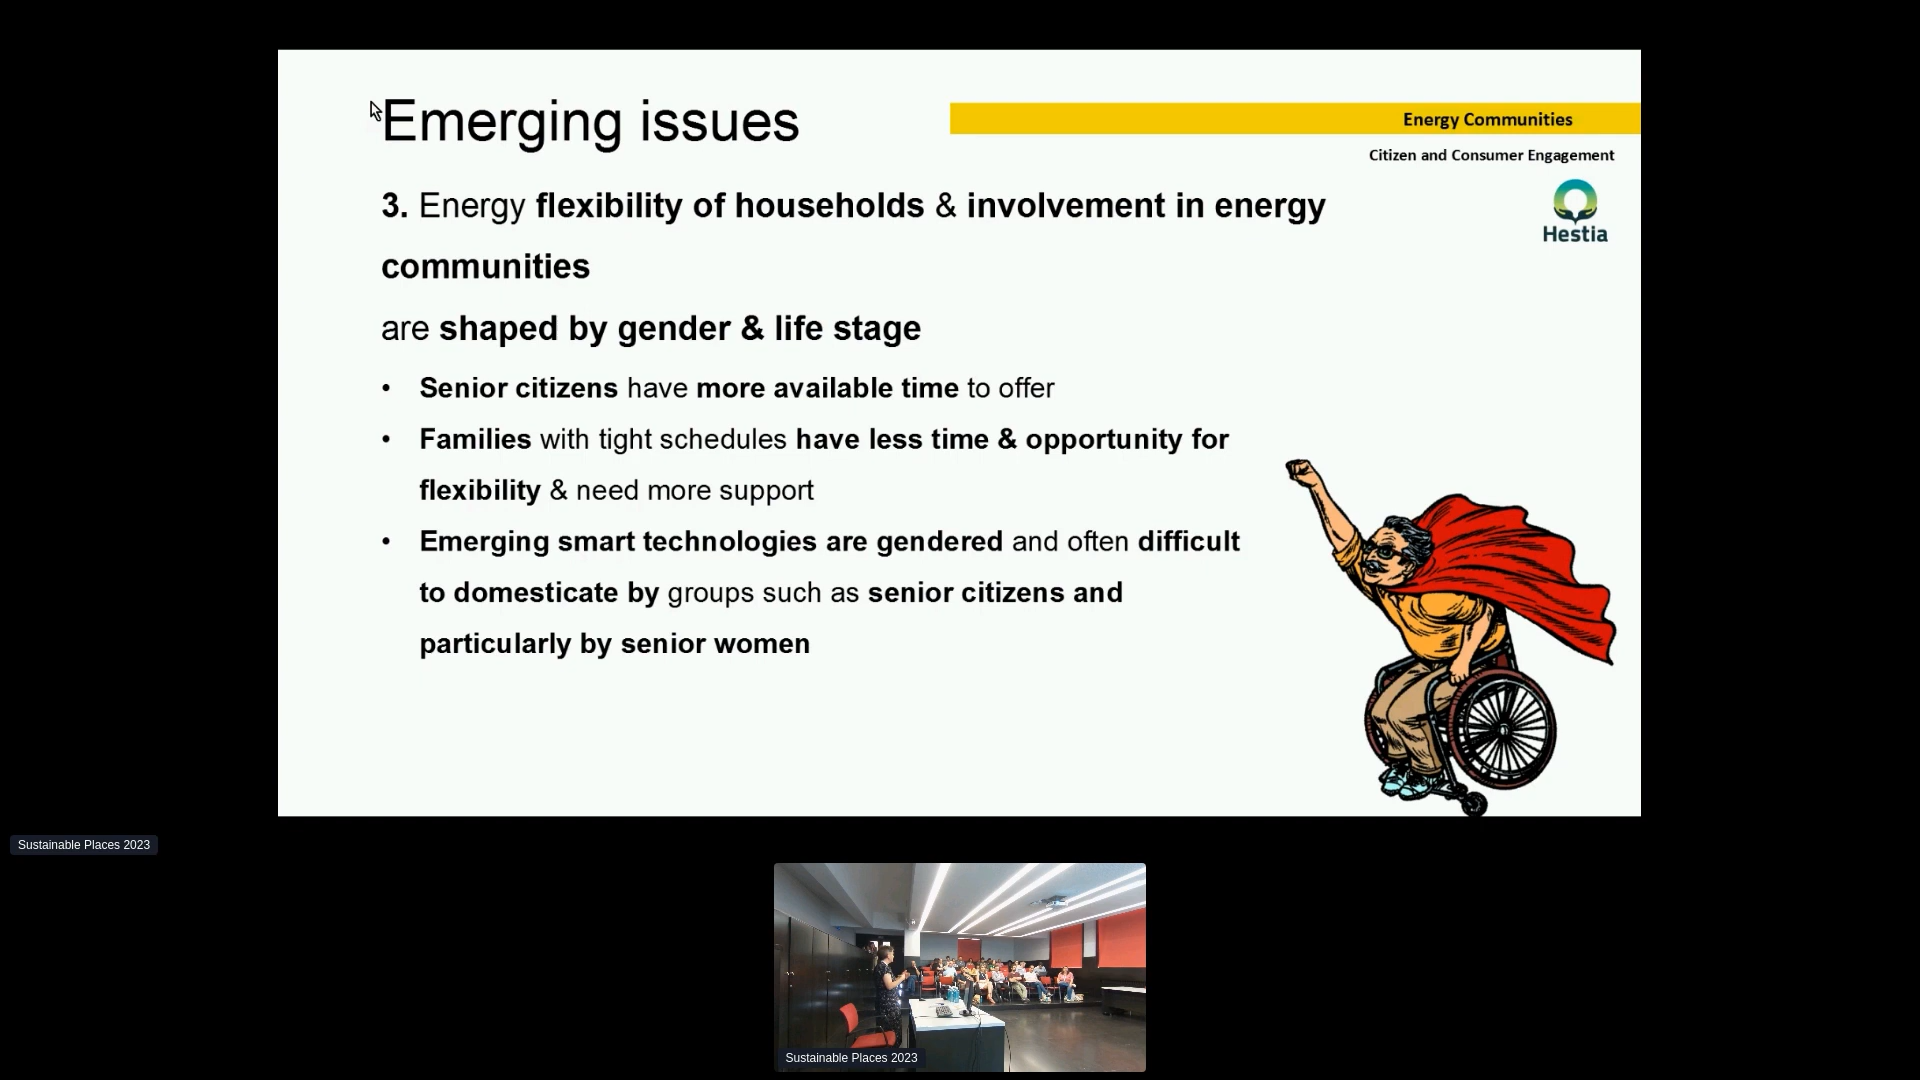 Emerging issues
Energy Communities
Citizen and Consumer Engagement
Hestia
3. Energy flexibility of households & involvement in energy
communities
are shaped by gender & life stage
• Senior citizens have more available time to offer
• Families with tight schedules have less time & opportunity for
flexibility & need more support
• Emerging smart technologies are gendered and often difficult
to domesticate by groups such as senior citizens and
particularly by senior women
Sustainable Places 2023
Sustainable Places 2023